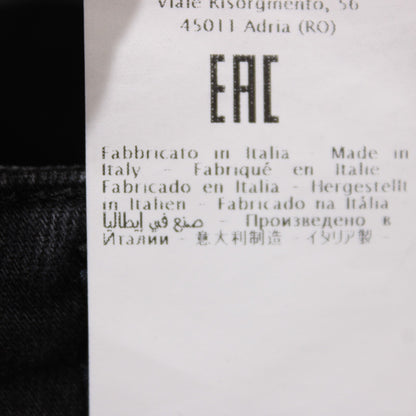 Viale Risorgimento, 56
45011 Adria (RO)
EAC
Fabbricato in Italia - Made in
Italy - Fabriqué en Italie
Fabricado en Italia - Hergestellt
in Italien - Fabricado na Itália -
صنع في إيطاليا - Произведено в
Италии - 意大利制造 - イタリア製 -